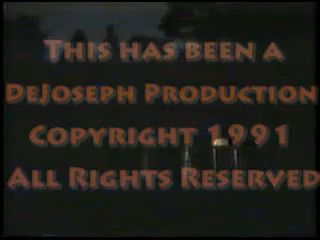 This has been a
DeJoseph Production
Copyright 1991
All Rights Reserved